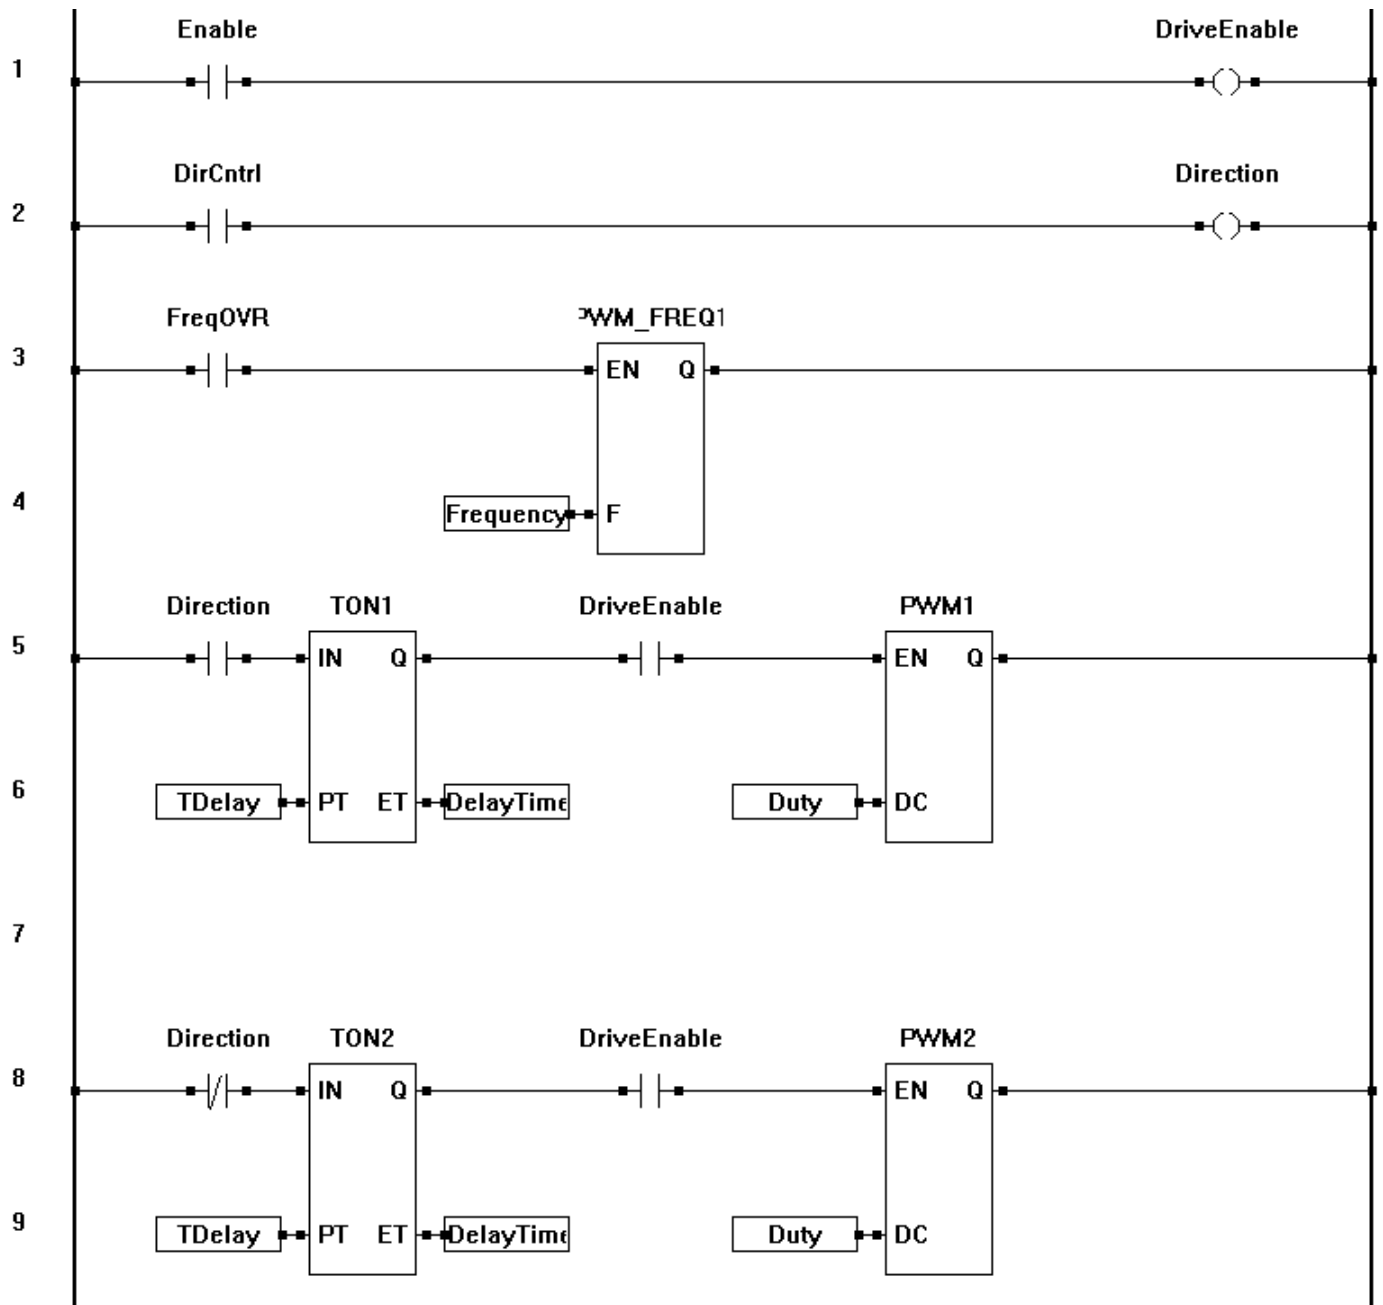 Enable DriveEnable
1
DirCntrl Direction
2
FreqOVR PWM_FREQ1
3
EN Q
4
Frequency F
Direction TON1 DriveEnable PWM1
5
IN Q EN Q
6
TDelay PT ET DelayTime Duty DC
7
Direction TON2 DriveEnable PWM2
8
IN Q EN Q
9
TDelay PT ET DelayTime Duty DC